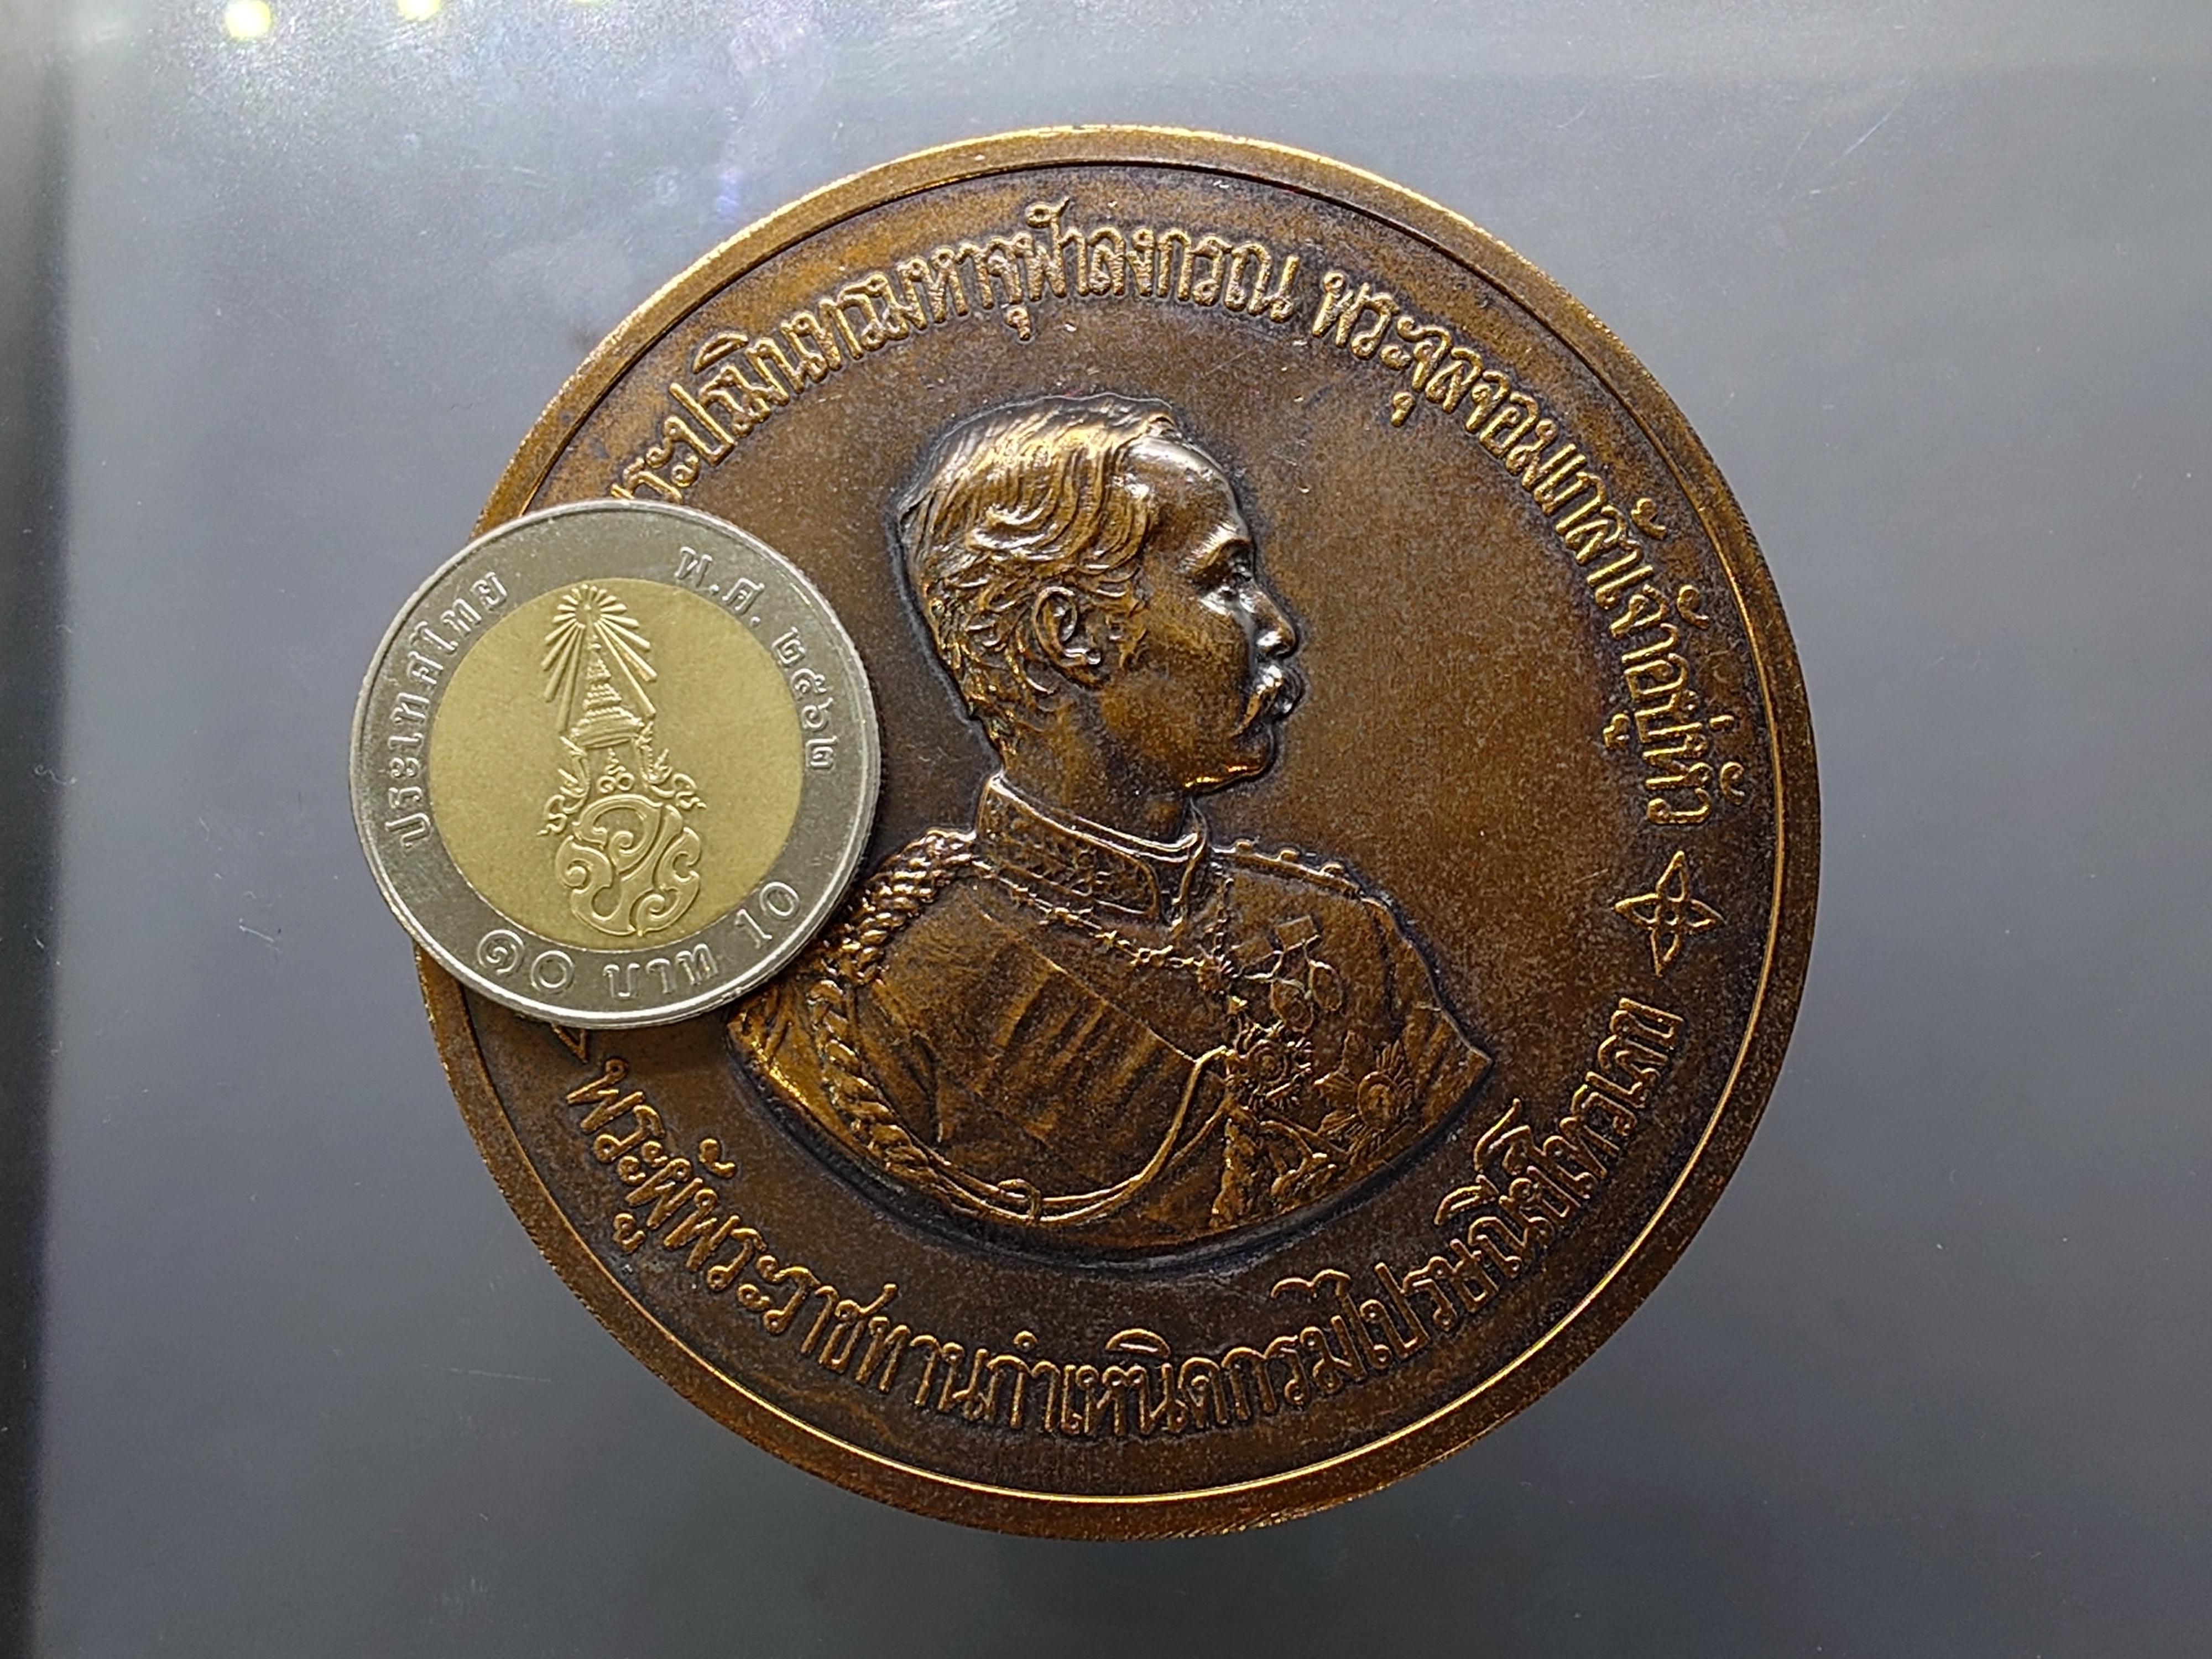 พระปรมินทรมหาจุฬาลงกรณ พระจุลจอมเกล้าเจ้าอยู่หัว
พระผู้พระราชทานกำเหนิดกรมไปรษณีย์ไทรเลข
ประเทศไทย พ.ศ. ๒๕๖๒
๑๐ บาท 10